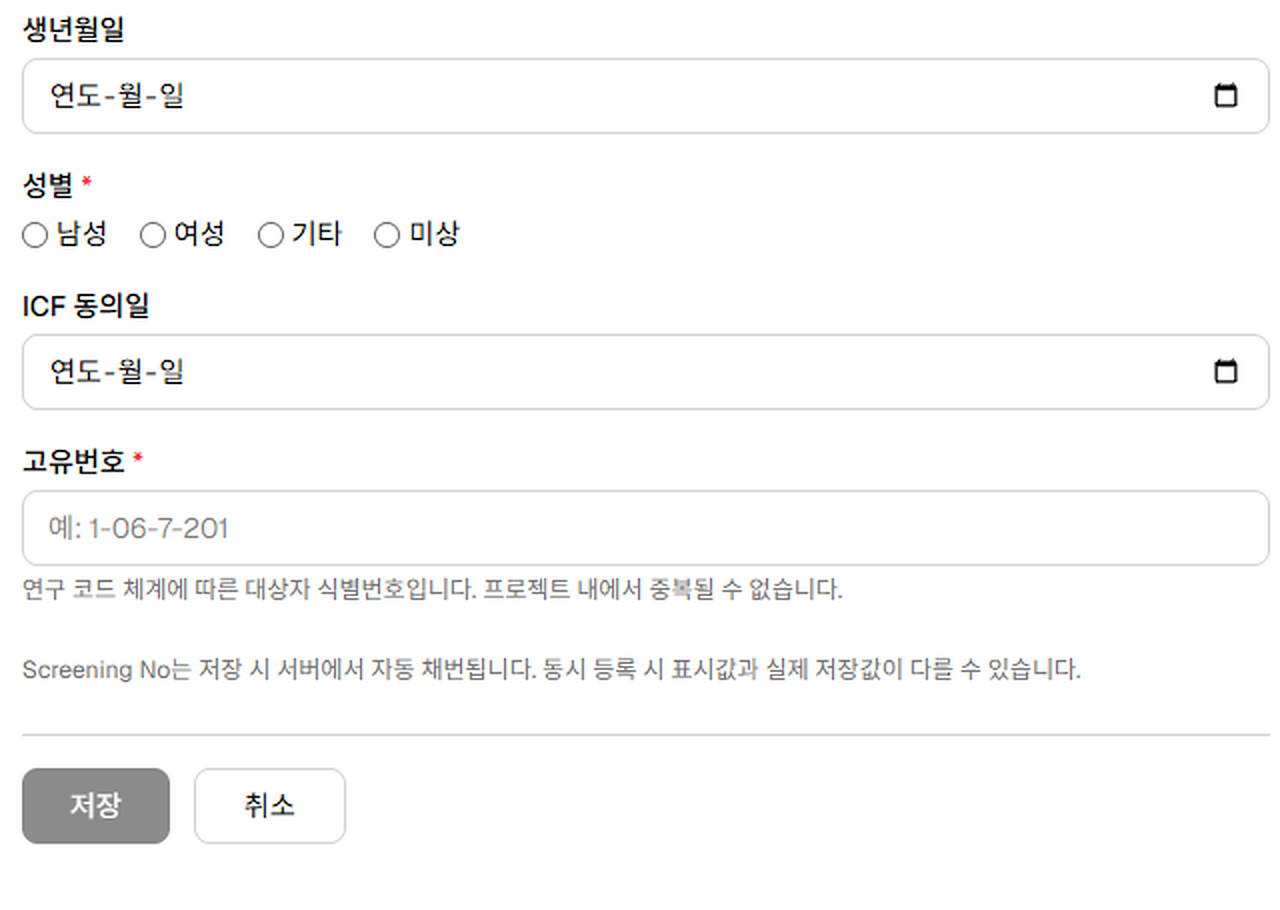 생년월일
연도-월-일
성별 *
남성 여성 기타 미상
ICF 동의일
연도-월-일
고유번호 *
예: 1-06-7-201
연구 코드 체계에 따른 대상자 식별번호입니다. 프로젝트 내에서 중복될 수 없습니다.
Screening No는 저장 시 서버에서 자동 채번됩니다. 동시 등록 시 표시값과 실제 저장값이 다를 수 있습니다.
저장 취소